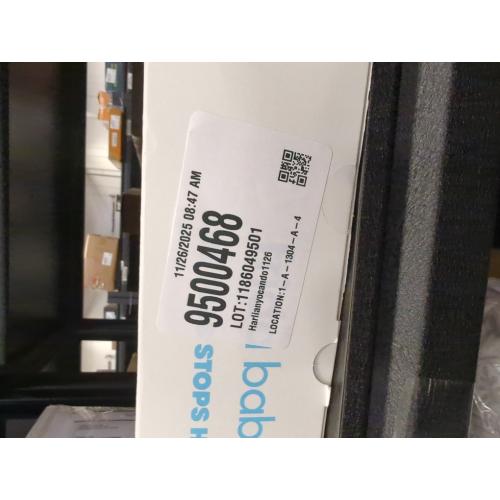 11/26/2025 08:47 AM
9500468
LOT:1186049501
Harlianyocando1126
LOCATION:1-A-1304-A-4
bab
STOPS H